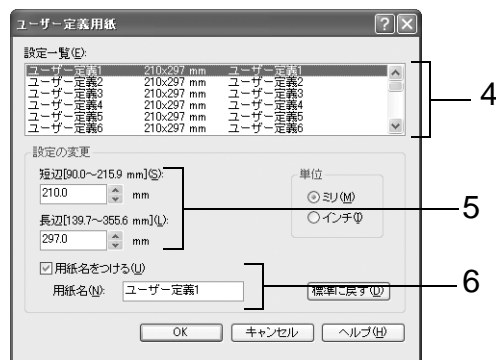 ユーザー定義用紙
設定一覧(E):
ユーザー定義1 210x297 mm ユーザー定義1
ユーザー定義2 210x297 mm ユーザー定義2
ユーザー定義3 210x297 mm ユーザー定義3
ユーザー定義4 210x297 mm ユーザー定義4
ユーザー定義5 210x297 mm ユーザー定義5
ユーザー定義6 210x297 mm ユーザー定義6
4
設定の変更
短辺[90.0～215.9 mm](S):
210.0 mm
長辺[139.7～355.6 mm](L):
297.0 mm
単位
ミリ(M)
インチ(I)
5
用紙名をつける(U)
用紙名(N): ユーザー定義1
標準に戻す(D)
6
OK キャンセル ヘルプ(H)